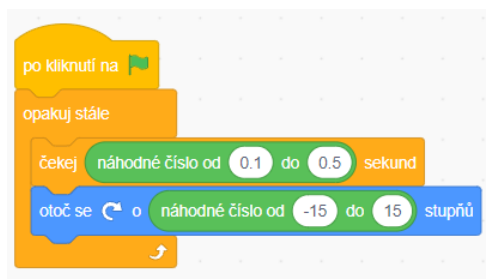 po kliknutí na
opakuj stále
čekej náhodné číslo od 0.1 do 0.5 sekund
otoč se o náhodné číslo od -15 do 15 stupňů